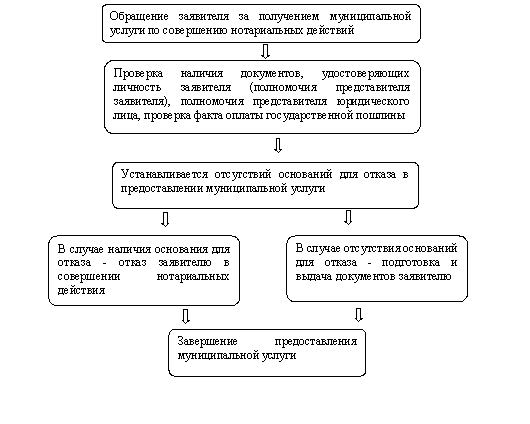 Обращение заявителя за получением муниципальной
услуги по совершению нотариальных действий
Проверка наличия документов, удостоверяющих
личность заявителя (полномочия представителя
заявителя), полномочия представителя юридического
лица, проверка факта оплаты государственной пошлины
Устанавливается отсутствий оснований для отказа в
предоставлении муниципальной услуги
В случае наличия основания для
отказа - отказ заявителю в
совершении нотариальных
действия
В случае отсутствия оснований
для отказа - подготовка и
выдача документов заявителю
Завершение предоставления
муниципальной услуги